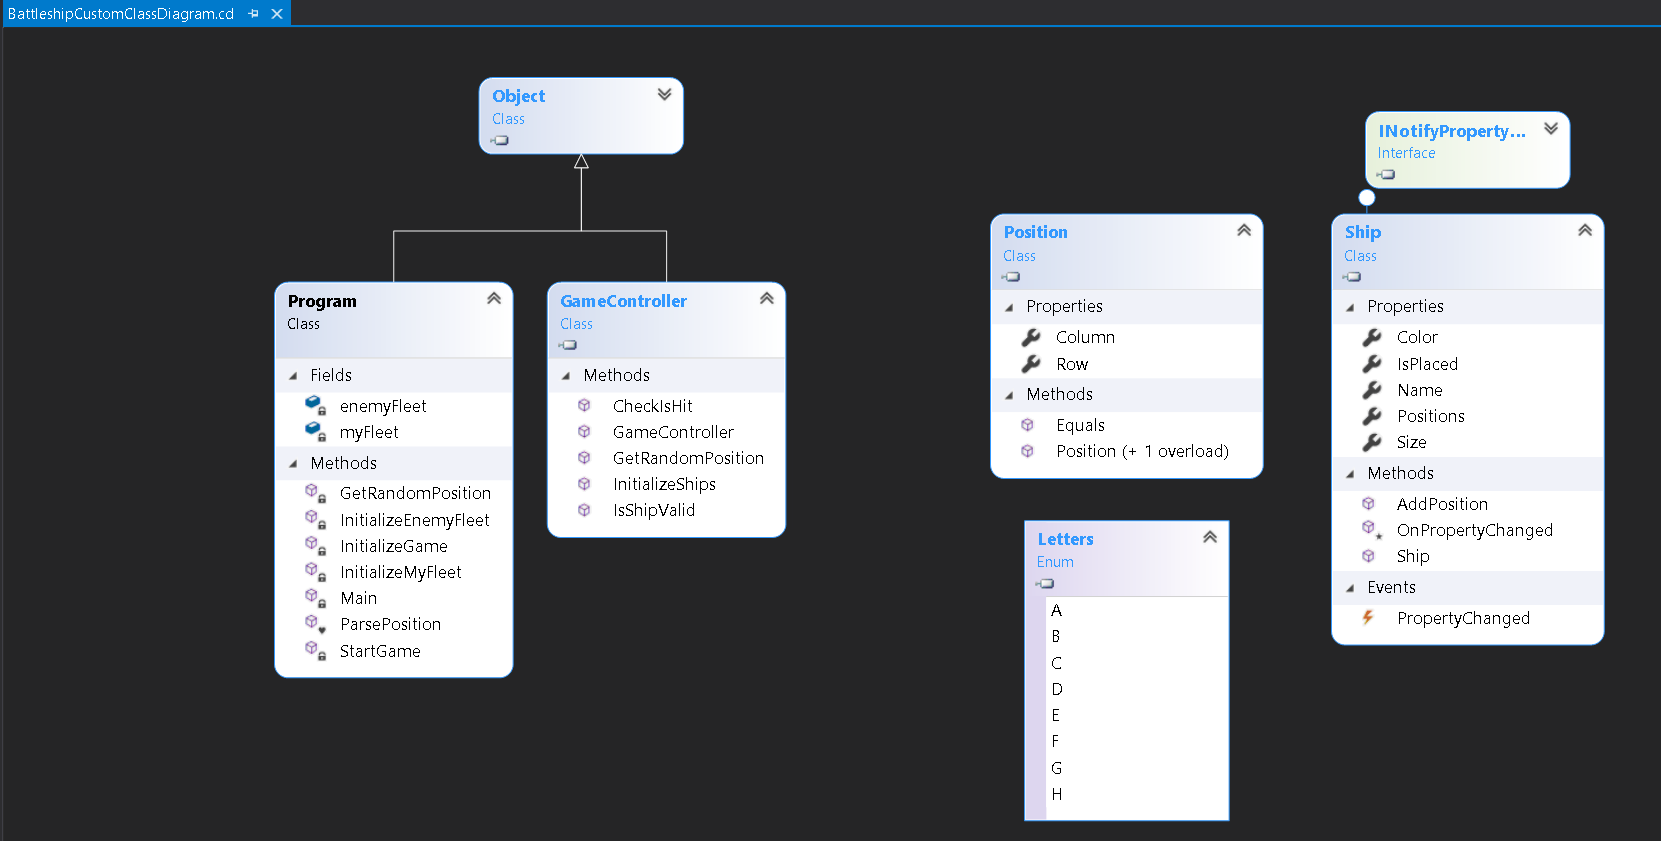 BattleshipCustomClassDiagram.cd
Object
Class
INotifyProperty...
Interface
Program
Class
Fields
enemyFleet
myFleet
Methods
GetRandomPosition
InitializeEnemyFleet
InitializeGame
InitializeMyFleet
Main
ParsePosition
StartGame
GameController
Class
Methods
CheckIsHit
GameController
GetRandomPosition
InitializeShips
IsShipValid
Position
Class
Properties
Column
Row
Methods
Equals
Position (+ 1 overload)
Letters
Enum
A
B
C
D
E
F
G
H
Ship
Class
Properties
Color
IsPlaced
Name
Positions
Size
Methods
AddPosition
OnPropertyChanged
Ship
Events
PropertyChanged